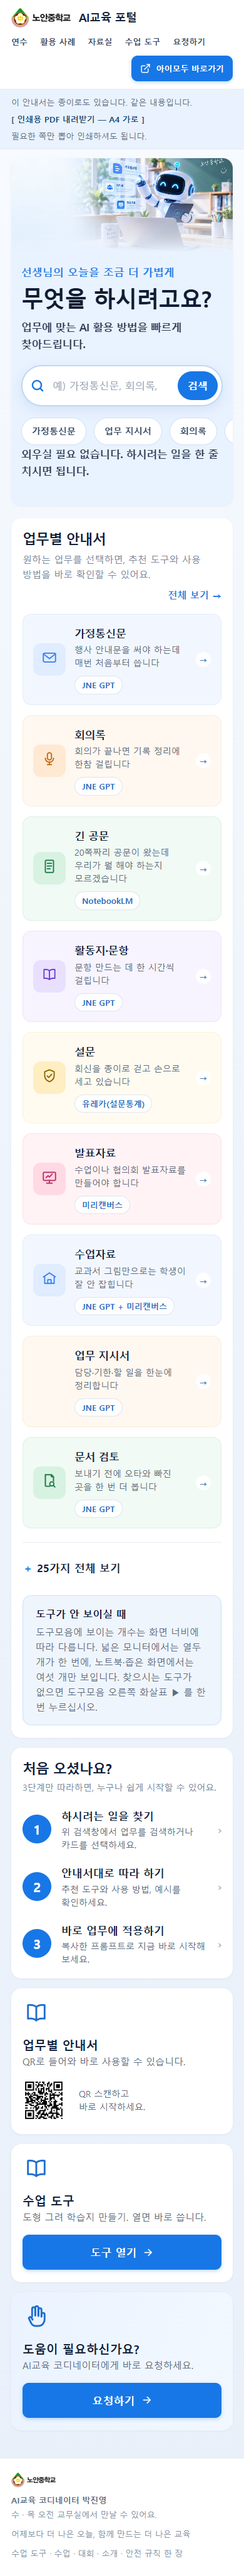 노안중학교 AI교육 포털
연수 활용 사례 자료실 수업 도구 요청하기
아이모두 바로가기
이 안내서는 종이로도 있습니다. 같은 내용입니다.
[ 인쇄용 PDF 내려받기 — A4 가로 ]
필요한 쪽만 뽑아 인쇄하셔도 됩니다.
노안중학교
선생님의 오늘을 조금 더 가볍게
무엇을 하시려고요?
업무에 맞는 AI 활용 방법을 빠르게
찾아드립니다.
예) 가정통신문, 회의록, 검색
가정통신문 업무 지시서 회의록
외우실 필요 없습니다. 하시려는 일을 한 줄
치시면 됩니다.
업무별 안내서
원하는 업무를 선택하면, 추천 도구와 사용
방법을 바로 확인할 수 있어요.
전체 보기 →
가정통신문
행사 안내문을 써야 하는데
매번 처음부터 씁니다
→
JNE GPT
회의록
회의가 끝나면 기록 정리에
한참 걸립니다
→
JNE GPT
긴 공문
20쪽짜리 공문이 왔는데
우리가 뭘 해야 하는지
모르겠습니다
→
NotebookLM
활동지·문항
문항 만드는 데 한 시간씩
걸립니다
→
JNE GPT
설문
회신을 종이로 걷고 손으로
세고 있습니다
→
유레카(설문통계)
발표자료
수업이나 협의회 발표자료를
만들어야 합니다
→
미리캔버스
수업자료
교과서 그림만으로는 학생이
잘 안 잡힙니다
→
JNE GPT + 미리캔버스
업무 지시서
담당·기한·할 일을 한눈에
정리합니다
→
JNE GPT
문서 검토
보내기 전에 오타와 빠진
곳을 한 번 더 봅니다
→
JNE GPT
+ 25가지 전체 보기
도구가 안 보이실 때
도구모음에 보이는 개수는 화면 너비에
따라 다릅니다. 넓은 모니터에서는 열두
개가 한 번에, 노트북·좁은 화면에서는
여섯 개만 보입니다. 찾으시는 도구가
없으면 도구모음 오른쪽 화살표 ▶ 를 한
번 누르십시오.
처음 오셨나요?
3단계만 따라하면, 누구나 쉽게 시작할 수 있어요.
1 하시려는 일을 찾기
위 검색창에서 업무를 검색하거나
카드를 선택하세요.
2 안내서대로 따라 하기
추천 도구와 사용 방법, 예시를
확인하세요.
3 바로 업무에 적용하기
복사한 프롬프트로 지금 바로 시작해
보세요.
업무별 안내서
QR로 들어와 바로 사용할 수 있습니다.
QR 스캔하고
바로 시작하세요.
수업 도구
도형 그려 학습지 만들기. 열면 바로 씁니다.
도구 열기 →
도움이 필요하신가요?
AI교육 코디네이터에게 바로 요청하세요.
요청하기 →
노안중학교
AI교육 코디네이터 박진영
수 · 목 오전 교무실에서 만날 수 있어요.
어제보다 더 나은 오늘, 함께 만드는 더 나은 교육
수업 도구 · 수업 · 대회 · 소개 · 안전 규칙 한 장